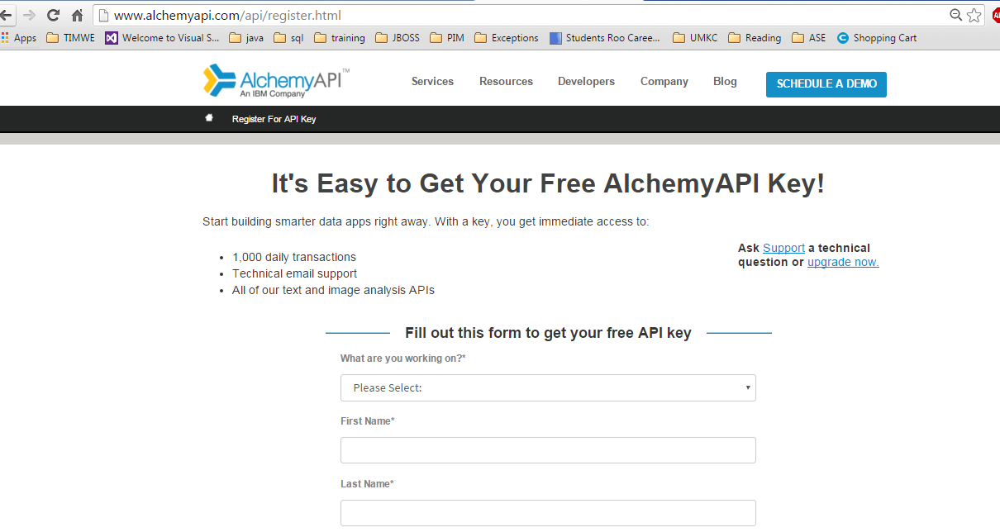 www.alchemyapi.com/api/register.html
Apps TIMWE Welcome to Visual S... java sql training JBOSS PIM Exceptions Students Roo Caree... UMKC Reading ASE Shopping Cart
AlchemyAPI™
An IBM Company
Services Resources Developers Company Blog SCHEDULE A DEMO
Register For API Key
It's Easy to Get Your Free AlchemyAPI Key!
Start building smarter data apps right away. With a key, you get immediate access to:
• 1,000 daily transactions
• Technical email support
• All of our text and image analysis APIs
Ask Support a technical
question or upgrade now.
Fill out this form to get your free API key
What are you working on?*
Please Select:
First Name*
Last Name*